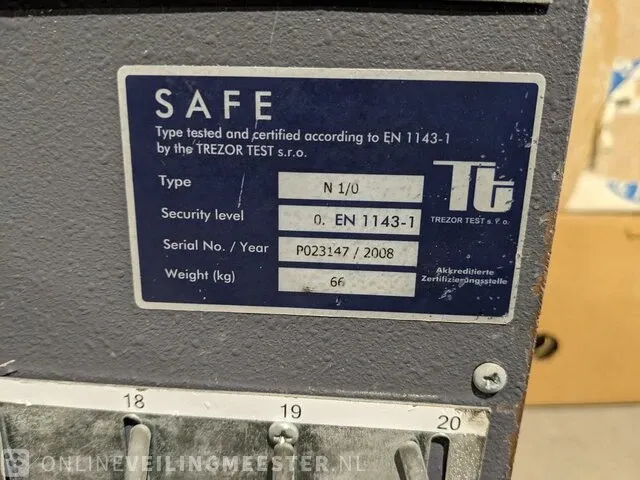 SAFE
Type tested and certified according to EN 1143-1
by the TREZOR TEST s.r.o.
Type N 1/0
Security level 0. EN 1143-1
Serial No. / Year P023147 / 2008
Weight (kg) 66
TREZOR TEST s. r. o.
Akkreditierte
Zertifizierungsstelle
18 19 20
ONLINEVEILINGMEESTER.NL